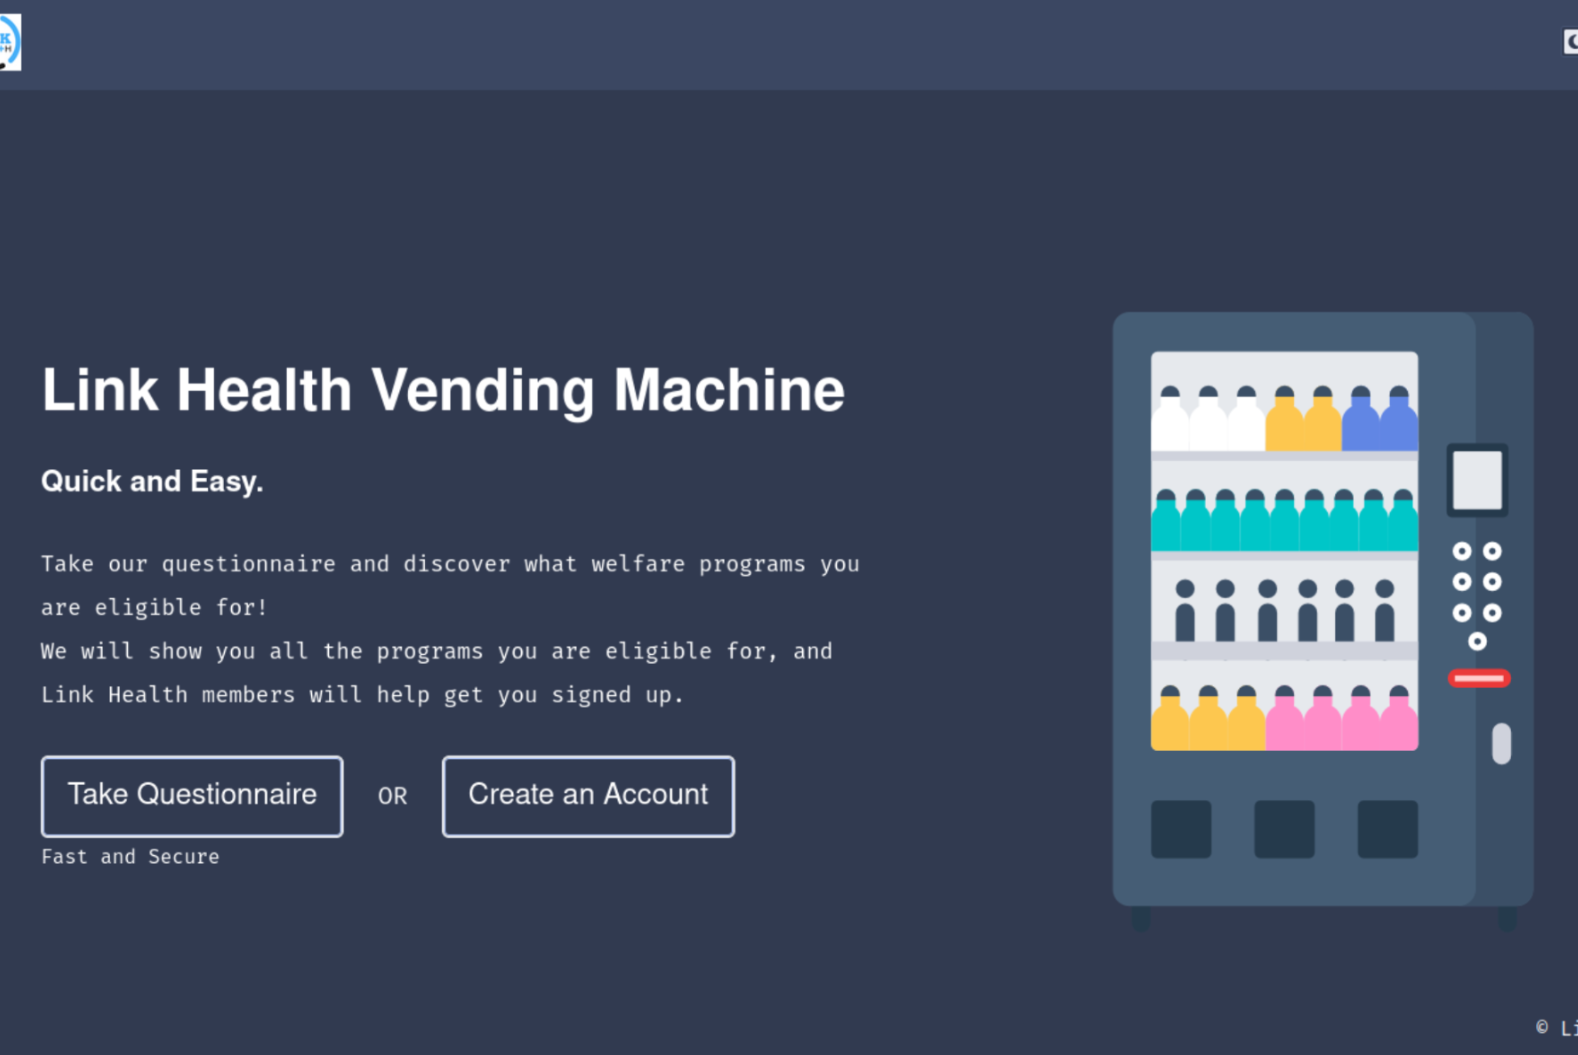 K
+H
Link Health Vending Machine
Quick and Easy.
Take our questionnaire and discover what welfare programs you
are eligible for!
We will show you all the programs you are eligible for, and
Link Health members will help get you signed up.
Take Questionnaire OR Create an Account
Fast and Secure
© Li